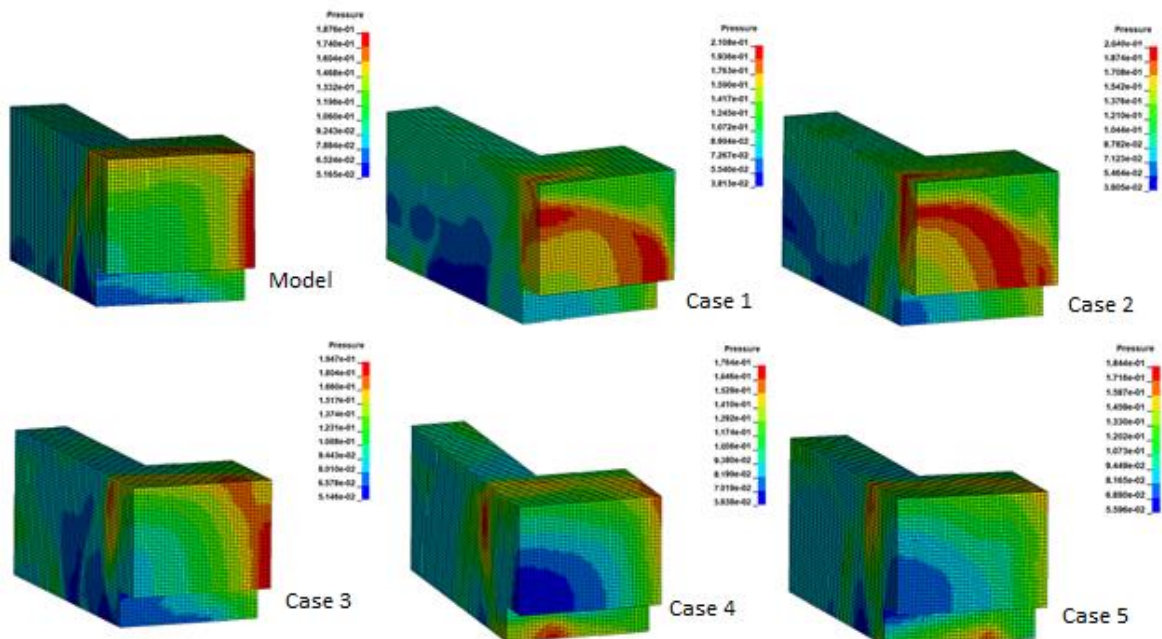 Pressure
1.876e-01
1.740e-01
1.604e-01
1.468e-01
1.332e-01
1.196e-01
1.060e-01
9.243e-02
7.884e-02
6.524e-02
5.165e-02
Model
Pressure
2.108e-01
1.936e-01
1.763e-01
1.590e-01
1.417e-01
1.245e-01
1.072e-01
8.994e-02
7.267e-02
5.540e-02
3.813e-02
Case 1
Pressure
2.040e-01
1.874e-01
1.708e-01
1.542e-01
1.376e-01
1.210e-01
1.044e-01
8.782e-02
7.123e-02
5.464e-02
3.805e-02
Case 2
Pressure
1.947e-01
1.804e-01
1.660e-01
1.517e-01
1.374e-01
1.231e-01
1.088e-01
9.443e-02
8.010e-02
6.578e-02
5.146e-02
Case 3
Pressure
1.764e-01
1.646e-01
1.528e-01
1.410e-01
1.292e-01
1.174e-01
1.056e-01
9.380e-02
8.199e-02
7.019e-02
5.839e-02
Case 4
Pressure
1.844e-01
1.716e-01
1.587e-01
1.459e-01
1.330e-01
1.202e-01
1.073e-01
9.449e-02
8.165e-02
6.880e-02
5.596e-02
Case 5